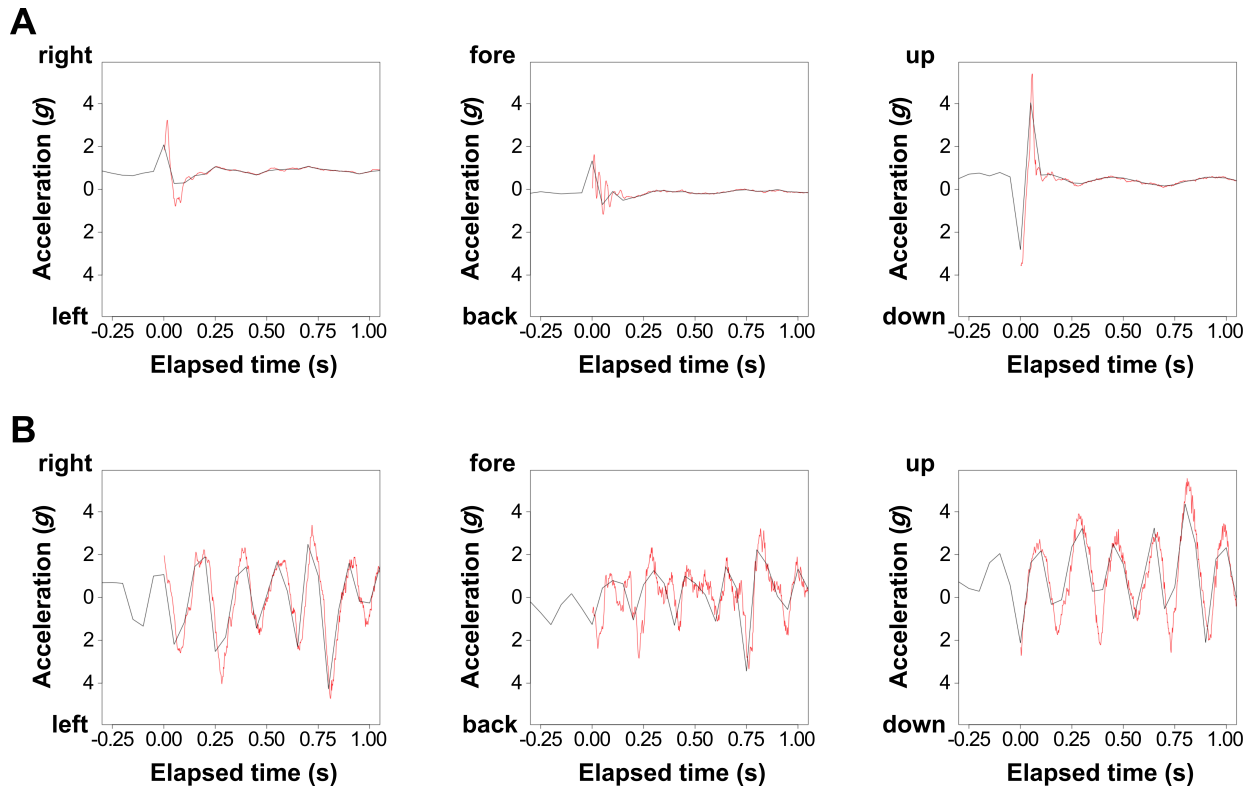 A
right fore up
Acceleration (g) Acceleration (g) Acceleration (g)
4 4 4
2 2 2
0 0 0
2 2 2
4 4 4
left back down
-0.25 0.00 0.25 0.50 0.75 1.00 -0.25 0.00 0.25 0.50 0.75 1.00 -0.25 0.00 0.25 0.50 0.75 1.00
Elapsed time (s) Elapsed time (s) Elapsed time (s)
B
right fore up
Acceleration (g) Acceleration (g) Acceleration (g)
4 4 4
2 2 2
0 0 0
2 2 2
4 4 4
left back down
-0.25 0.00 0.25 0.50 0.75 1.00 -0.25 0.00 0.25 0.50 0.75 1.00 -0.25 0.00 0.25 0.50 0.75 1.00
Elapsed time (s) Elapsed time (s) Elapsed time (s)